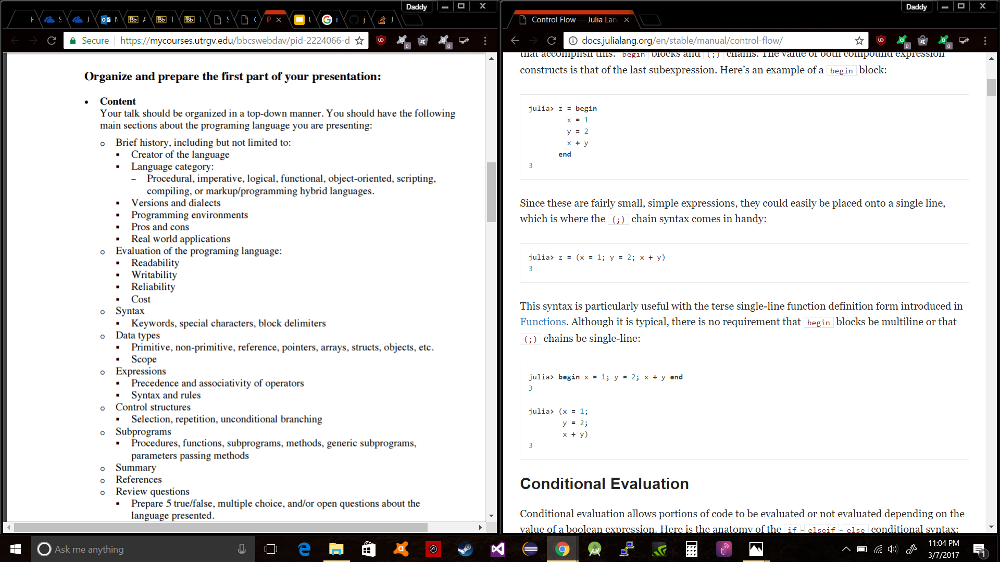 Daddy
Secure https://mycourses.utrgv.edu/bbcswebdav/pid-2224066-d
Organize and prepare the first part of your presentation:
• Content
Your talk should be organized in a top-down manner. You should have the following
main sections about the programing language you are presenting:
o Brief history, including but not limited to:
▪ Creator of the language
▪ Language category:
– Procedural, imperative, logical, functional, object-oriented, scripting,
compiling, or markup/programming hybrid languages.
▪ Versions and dialects
▪ Programming environments
▪ Pros and cons
▪ Real world applications
o Evaluation of the programing language:
▪ Readability
▪ Writability
▪ Reliability
▪ Cost
o Syntax
▪ Keywords, special characters, block delimiters
o Data types
▪ Primitive, non-primitive, reference, pointers, arrays, structs, objects, etc.
▪ Scope
o Expressions
▪ Precedence and associativity of operators
▪ Syntax and rules
o Control structures
▪ Selection, repetition, unconditional branching
o Subprograms
▪ Procedures, functions, subprograms, methods, generic subprograms,
parameters passing methods
o Summary
o References
o Review questions
▪ Prepare 5 true/false, multiple choice, and/or open questions about the
language presented.
Daddy
Control Flow — Julia Lan
docs.julialang.org/en/stable/manual/control-flow/
that accomplish this: begin blocks and (;) chains. The value of both compound expression
constructs is that of the last subexpression. Here’s an example of a begin block:
julia> z = begin
x = 1
y = 2
x + y
end
3
Since these are fairly small, simple expressions, they could easily be placed onto a single line,
which is where the (;) chain syntax comes in handy:
julia> z = (x = 1; y = 2; x + y)
3
This syntax is particularly useful with the terse single-line function definition form introduced in
Functions. Although it is typical, there is no requirement that begin blocks be multiline or that
(;) chains be single-line:
julia> begin x = 1; y = 2; x + y end
3
julia> (x = 1;
y = 2;
x + y)
3
Conditional Evaluation
Conditional evaluation allows portions of code to be evaluated or not evaluated depending on the
value of a boolean expression. Here is the anatomy of the if - elseif - else conditional syntax:
Ask me anything
11:04 PM
3/7/2017
1